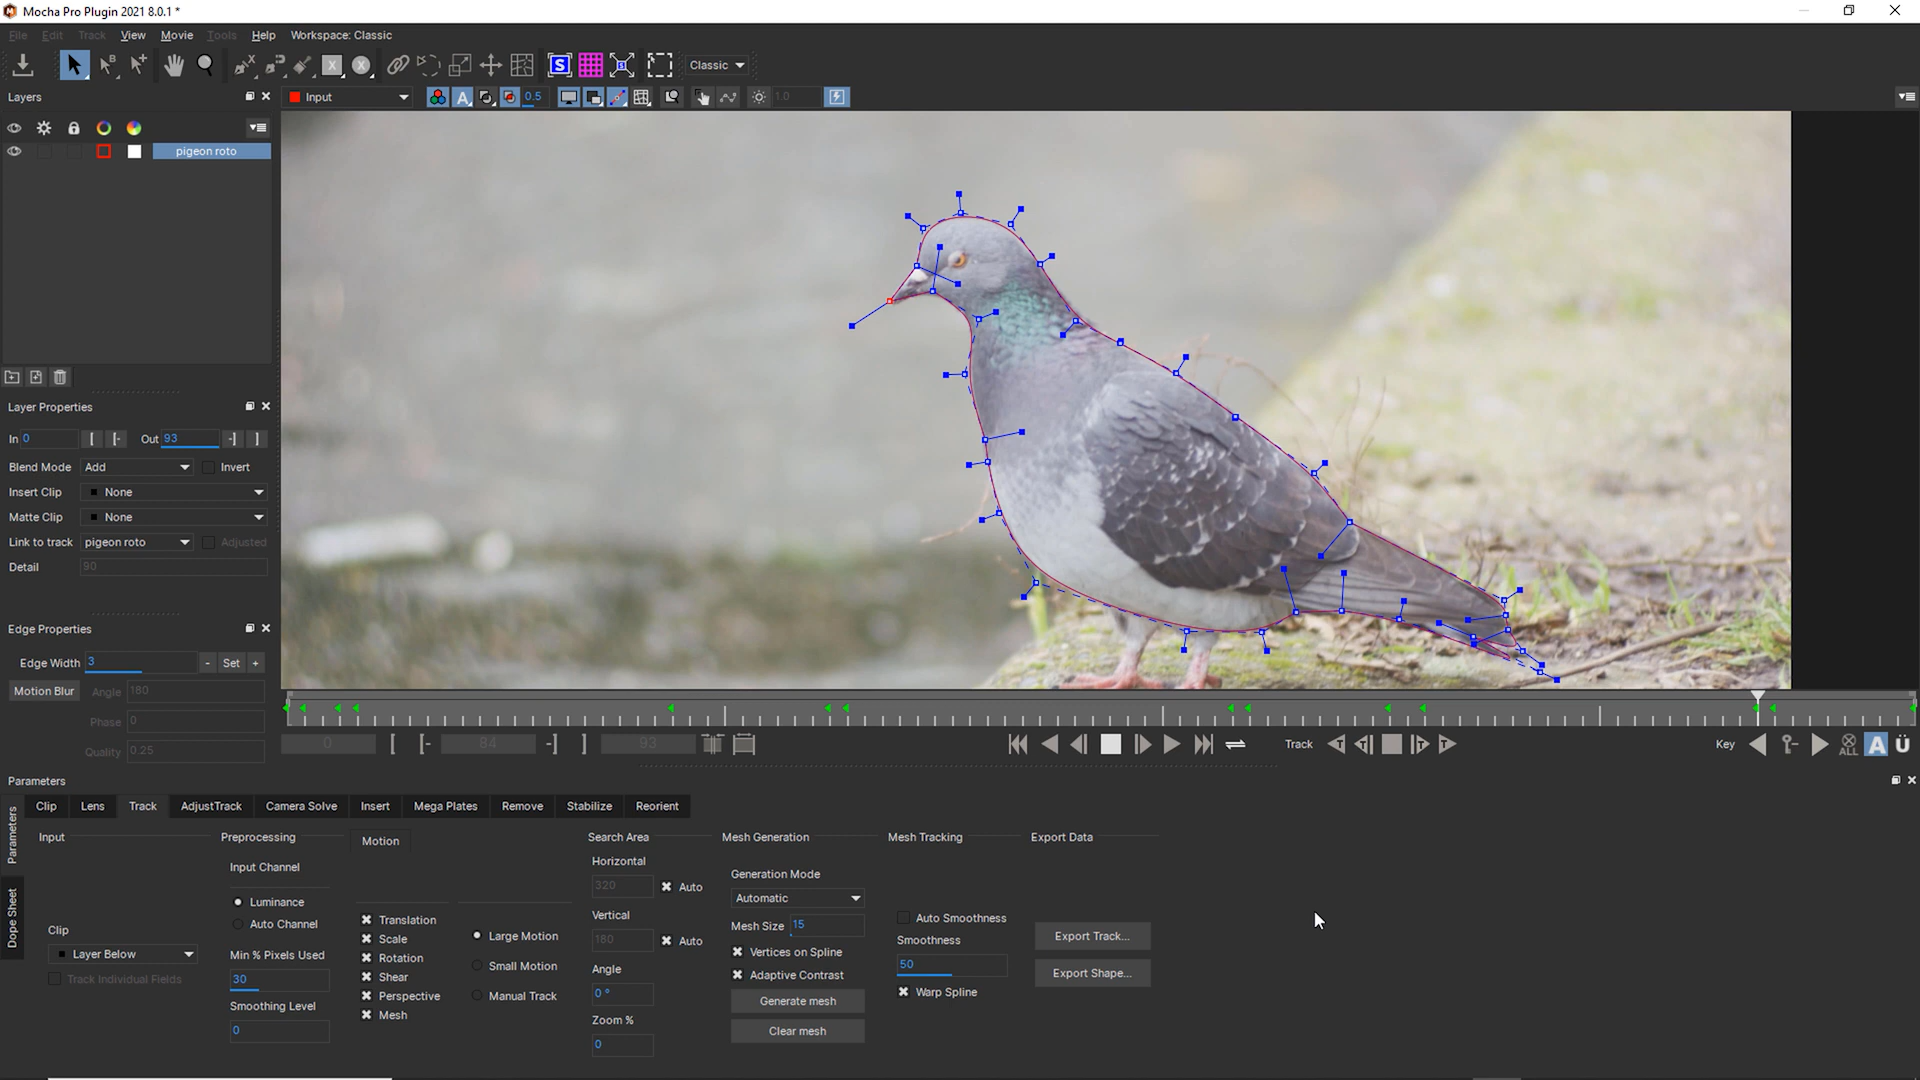 Mocha Pro Plugin 2021 8.0.1 *
File Edit Track View Movie Tools Help Workspace: Classic
Classic
Layers
Input
0.5
1.0
pigeon roto
Layer Properties
In 0 Out 93
Blend Mode Add Invert
Insert Clip None
Matte Clip None
Link to track pigeon roto Adjusted
Detail 90
Edge Properties
Edge Width 3 - Set +
Motion Blur Angle 180
Phase 0
Quality 0.25
0 84 93
Track
Key
ALL
Parameters
Clip Lens Track AdjustTrack Camera Solve Insert Mega Plates Remove Stabilize Reorient
Parameters
Dope Sheet
Input
Clip
Layer Below
Track Individual Fields
Preprocessing
Input Channel
Luminance
Auto Channel
Min % Pixels Used
30
Smoothing Level
0
Motion
Translation
Scale
Rotation
Shear
Perspective
Mesh
Large Motion
Small Motion
Manual Track
Search Area
Horizontal
320 Auto
Vertical
180 Auto
Angle
0 °
Zoom %
0
Mesh Generation
Generation Mode
Automatic
Mesh Size 15
Vertices on Spline
Adaptive Contrast
Generate mesh
Clear mesh
Mesh Tracking
Auto Smoothness
Smoothness
50
Warp Spline
Export Data
Export Track...
Export Shape...